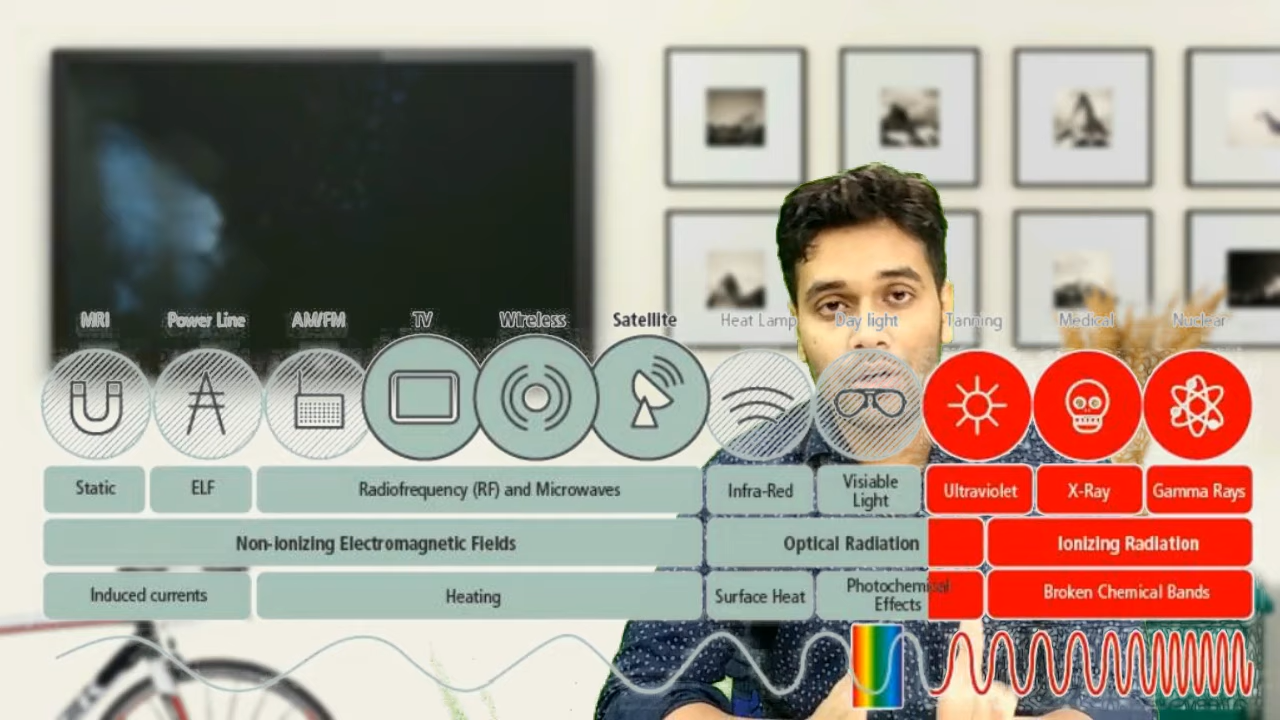 MRI Power Line AM/FM TV Wireless Satellite Heat Lamp Day light Tanning Medical Nuclear
Static ELF Radiofrequency (RF) and Microwaves Infra-Red Visiable Light Ultraviolet X-Ray Gamma Rays
Non-ionizing Electromagnetic Fields Optical Radiation Ionizing Radiation
Induced currents Heating Surface Heat Photochemical Effects Broken Chemical Bands